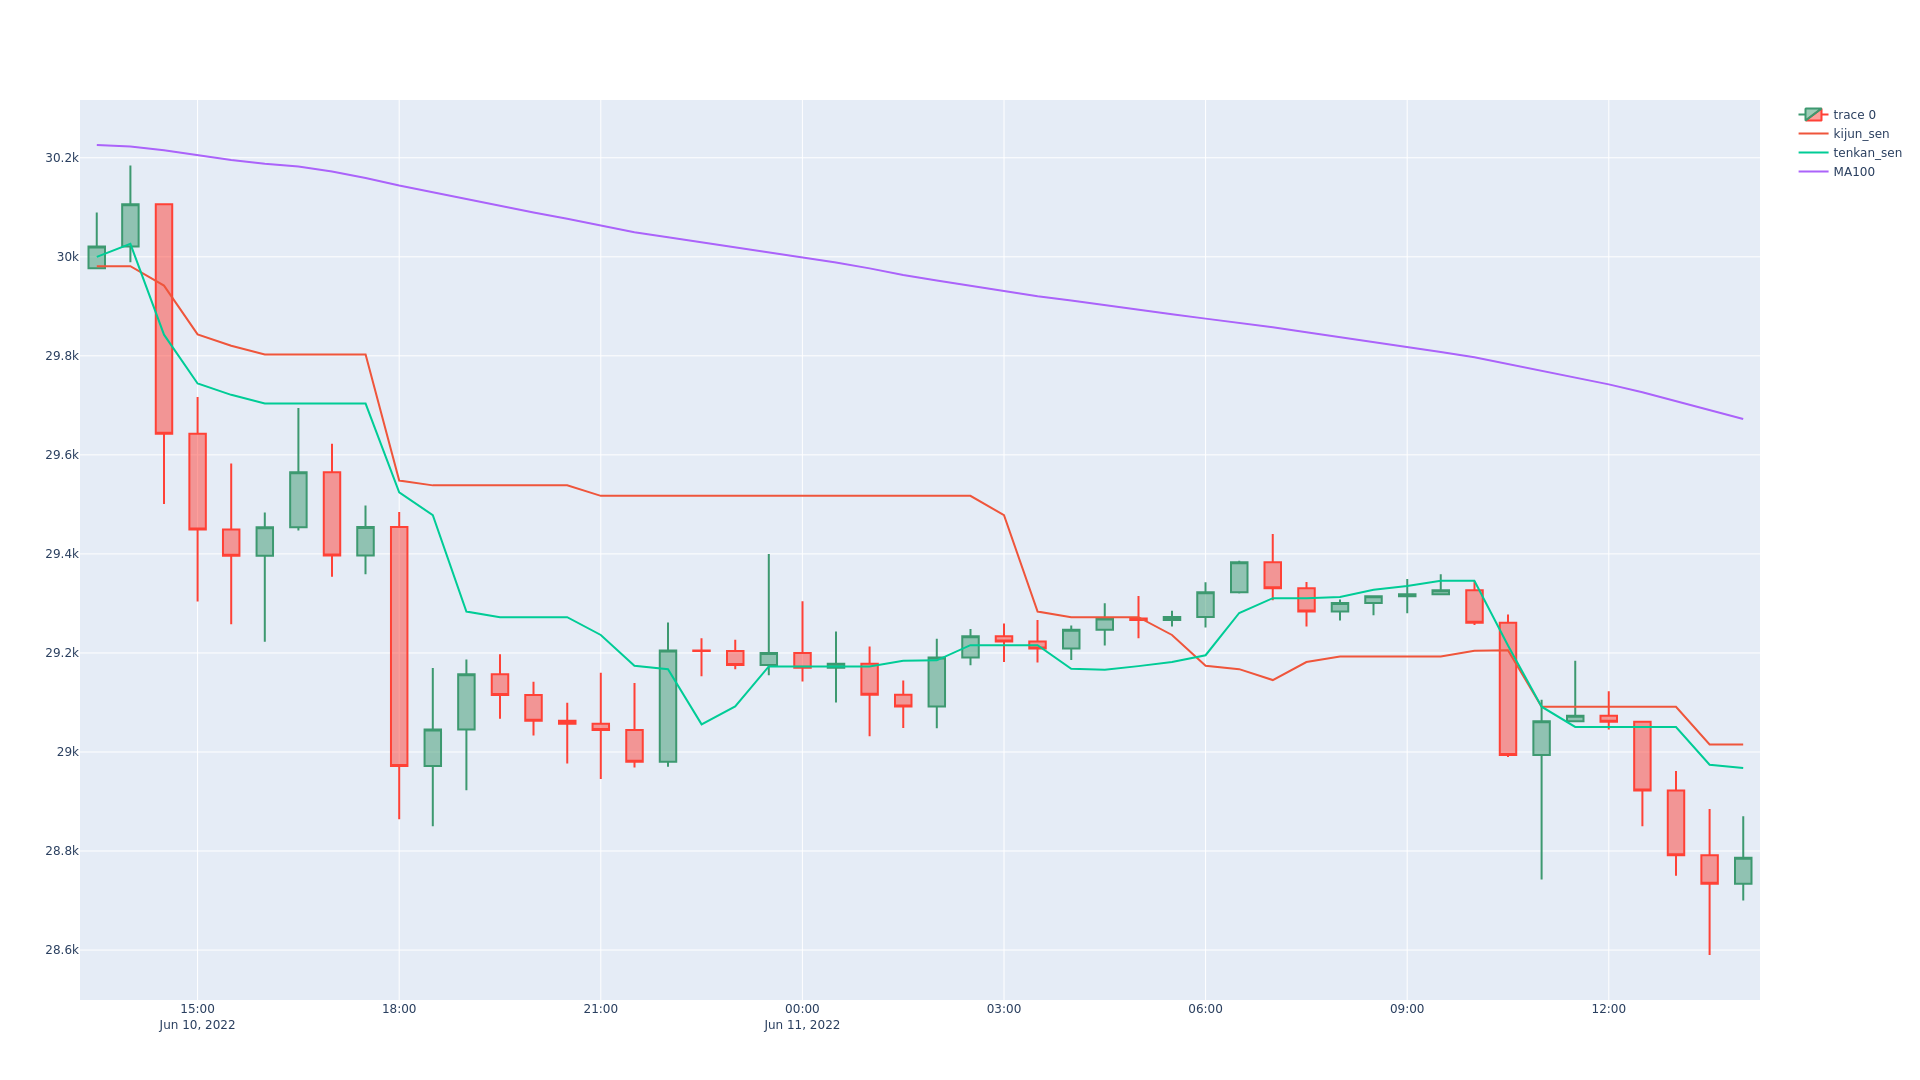 trace 0
kijun_sen
tenkan_sen
MA100
30.2k
30k
29.8k
29.6k
29.4k
29.2k
29k
28.8k
28.6k
15:00 18:00 21:00 00:00 03:00 06:00 09:00 12:00
Jun 10, 2022 Jun 11, 2022